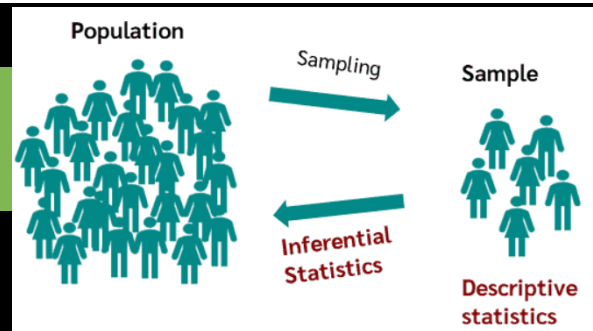 Population
Sampling
Sample
Inferential
Statistics
Descriptive
statistics